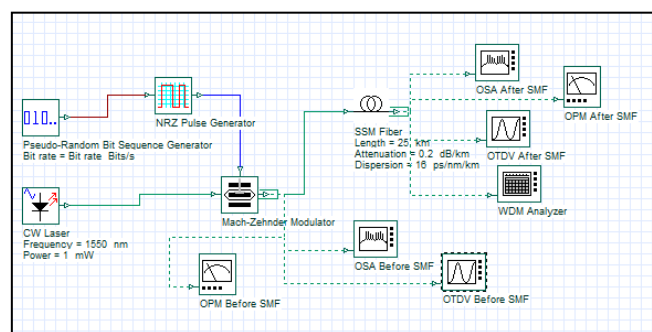 OSA After SMF
OPM After SMF
NRZ Pulse Generator
010..
Pseudo-Random Bit Sequence Generator
Bit rate = Bit rate Bits/s
SSM Fiber
Length = 25 km
Attenuation = 0.2 dB/km
Dispersion = 16 ps/nm/km
OTDV After SMF
WDM Analyzer
Mach-Zehnder Modulator
CW Laser
Frequency = 1550 nm
Power = 1 mW
OSA Before SMF
OPM Before SMF
OTDV Before SMF